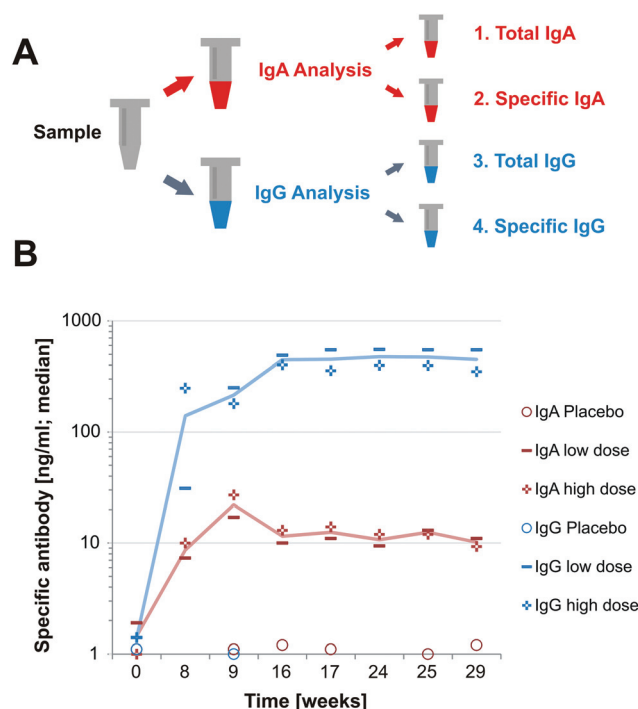 A
Sample
IgA Analysis
IgG Analysis
1. Total IgA
2. Specific IgA
3. Total IgG
4. Specific IgG
B
Specific antibody [ng/ml; median]
1000
100
10
1
0 8 9 16 17 24 25 29
Time [weeks]
IgA Placebo
IgA low dose
IgA high dose
IgG Placebo
IgG low dose
IgG high dose